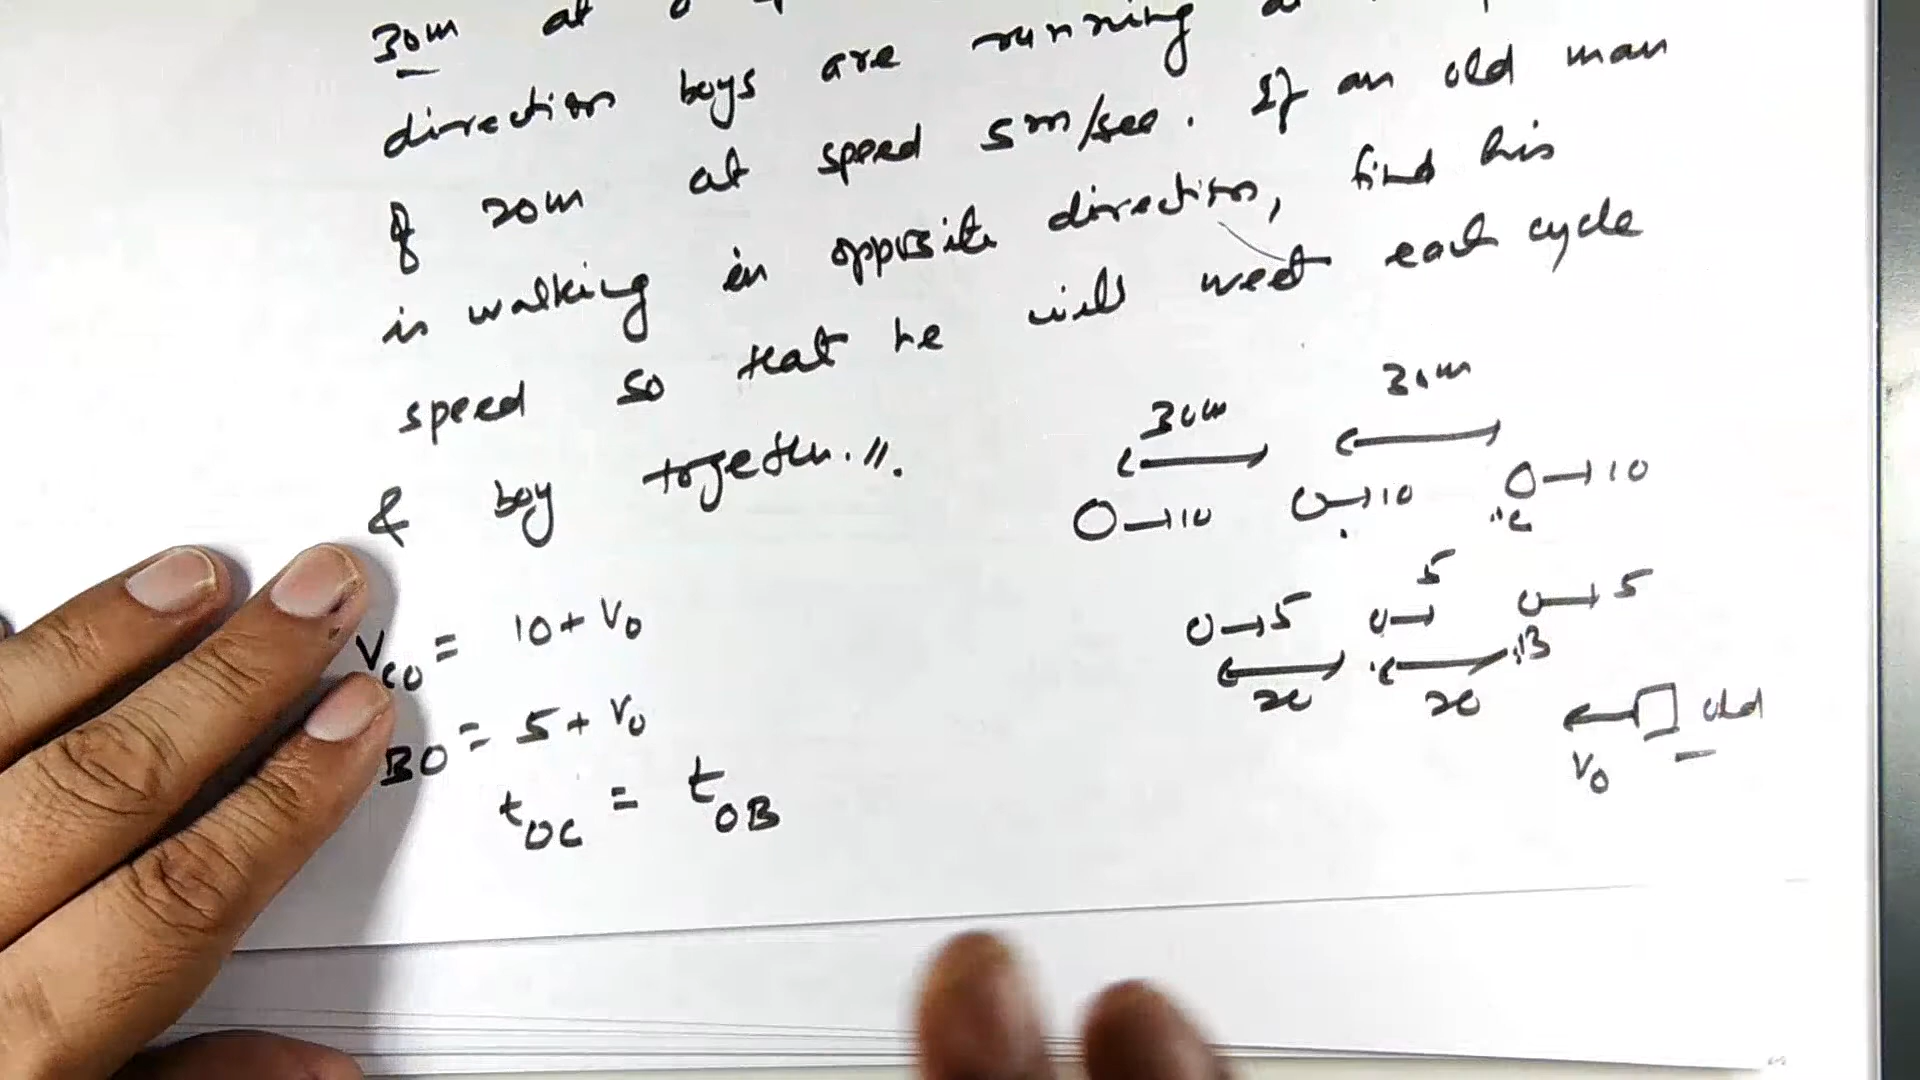 30m at
direction boys are running
of 20m at speed 5m/sec. If an old man
is walking in opposite direction, find his
speed so that he will meet each cycle
& boy together.
30m 30m
→10 →10 →10
c
5
→5 → →5
:B
20 20
old
V0
VCO = 10+V0
BO = 5+V0
tOC = tOB